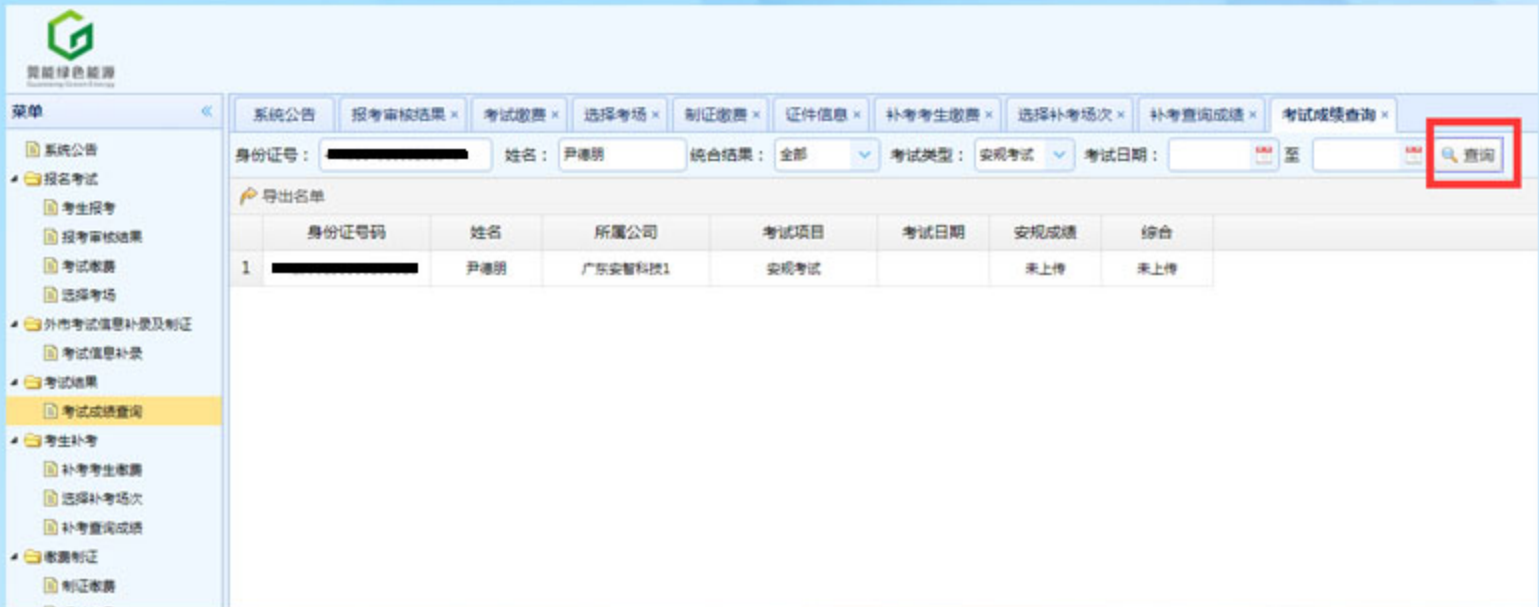 莞能绿色能源
菜单
系统公告 报考审核结果 考试缴费 选择考场 制证缴费 证件信息 补考考生缴费 选择补考场次 补考查询成绩 考试成绩查询
身份证号： 姓名： 尹德朋 统合结果： 全部 考试类型： 安规考试 考试日期： 至 查询
导出名单
身份证号码 姓名 所属公司 考试项目 考试日期 安规成绩 综合
1 尹德朋 广东安智科技1 安规考试 未上传 未上传
系统公告
报名考试
考生报考
报考审核结果
考试缴费
选择考场
外市考试信息补录及制证
考试信息补录
考试结果
考试成绩查询
考生补考
补考考生缴费
选择补考场次
补考查询成绩
缴费制证
制证缴费